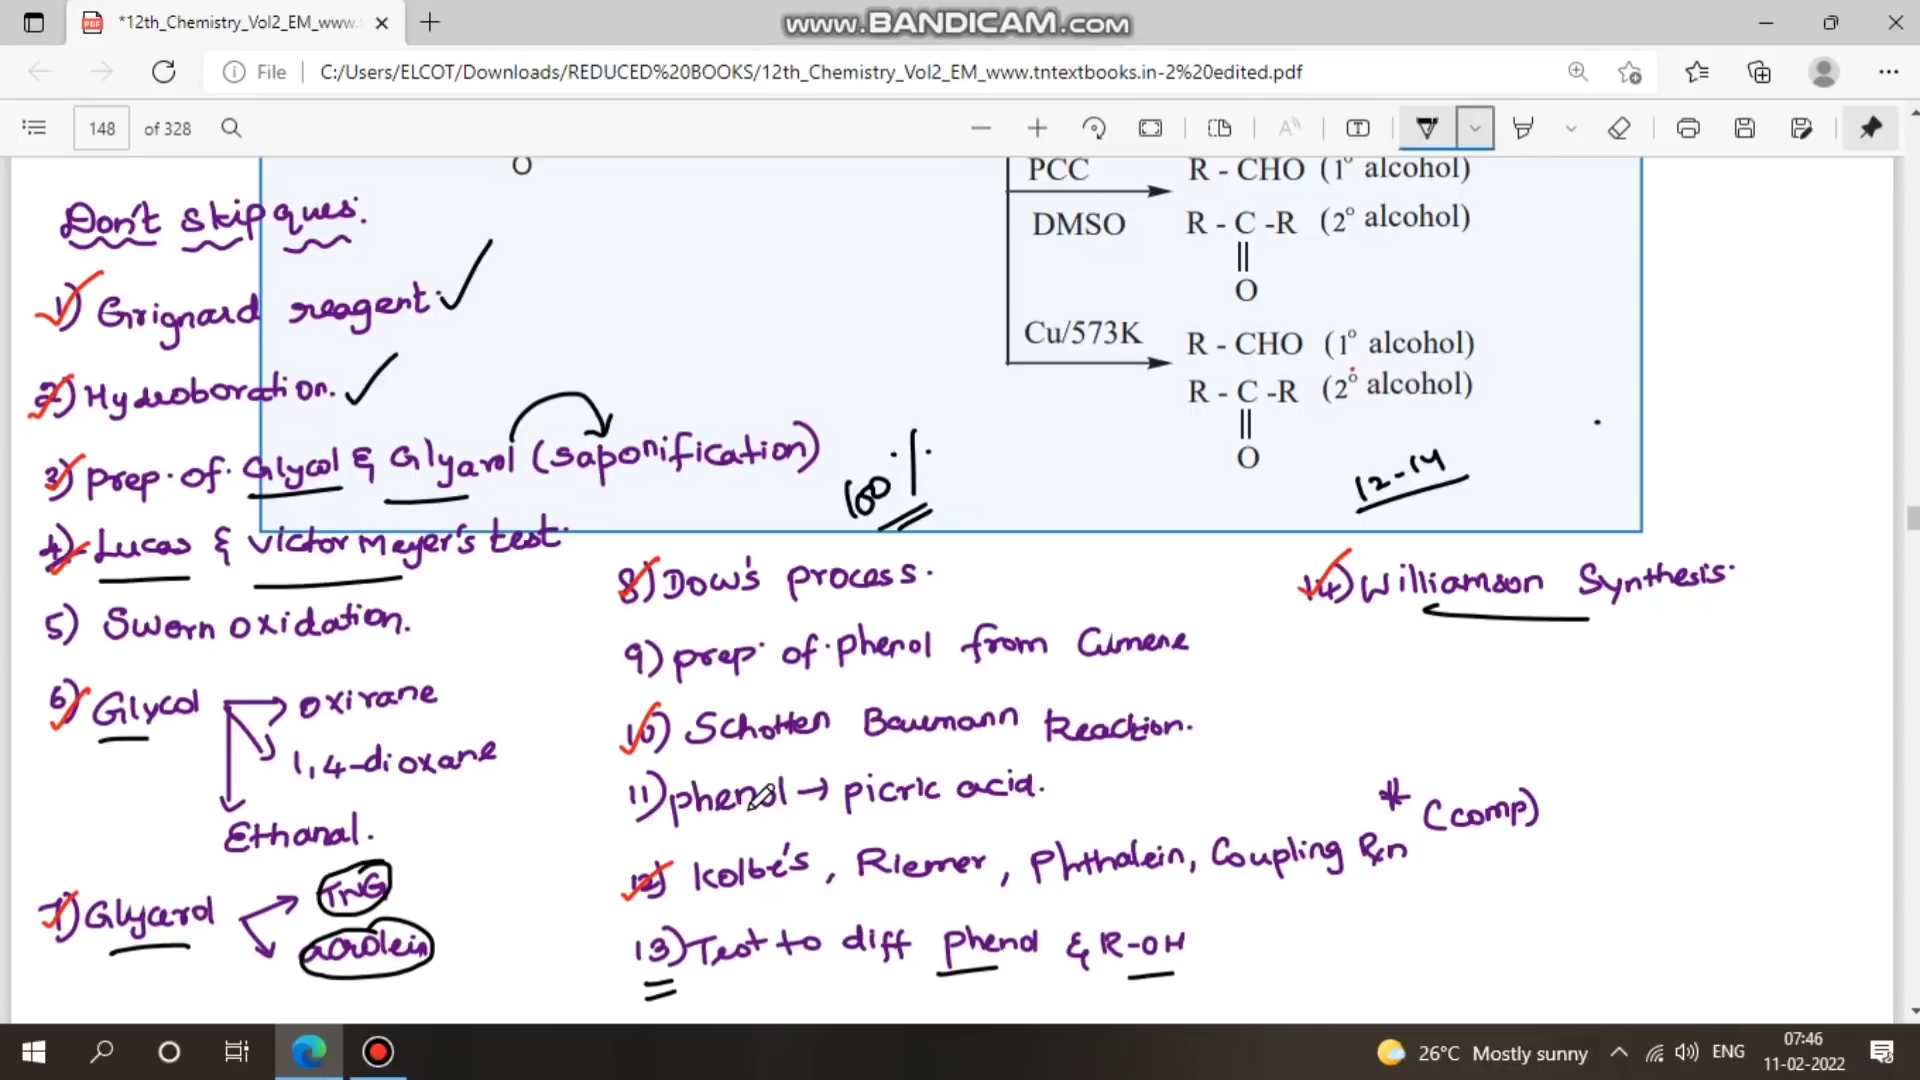 *12th_Chemistry_Vol2_EM_www.
www.BANDICAM.com
File
C:/Users/ELCOT/Downloads/REDUCED%20BOOKS/12th_Chemistry_Vol2_EM_www.tntextbooks.in-2%20edited.pdf
148 of 328
O
PCC R - CHO (1° alcohol)
DMSO R - C -R (2° alcohol)
O
Cu/573K R - CHO (1° alcohol)
R - C -R (2° alcohol)
O
Don't skip ques.
1) Grignard reagent.
2) Hydroboration.
3) prep. of. Glycol & Glyarol (saponification)
100%
12-14
4) Lucas & Victor Meyer's test.
5) Swern oxidation.
6) Glycol → oxirane
1,4-dioxane
Ethanal.
7) Glycarol TNG
acrolein
8) Dow's process.
9) prep. of. phenol from Cumene
10) Schotten Baumann Reaction.
11) phenol → picric acid.
12) Kolbe's, Riemer, Phthalein, Coupling Rxn * (comp)
13) Test to diff phenol & R-OH
14) Williamson Synthesis.
26°C Mostly sunny
ENG
07:46
11-02-2022